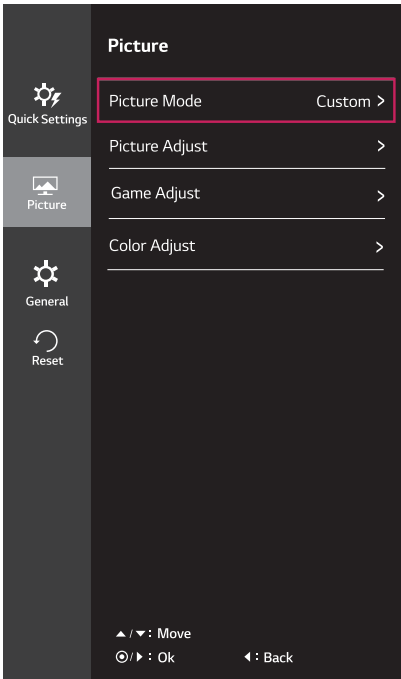 Picture
Quick Settings
Picture
General
Reset
Picture Mode Custom >
Picture Adjust >
Game Adjust >
Color Adjust >
▲/▼: Move
⦿/▶ : Ok ◀ : Back